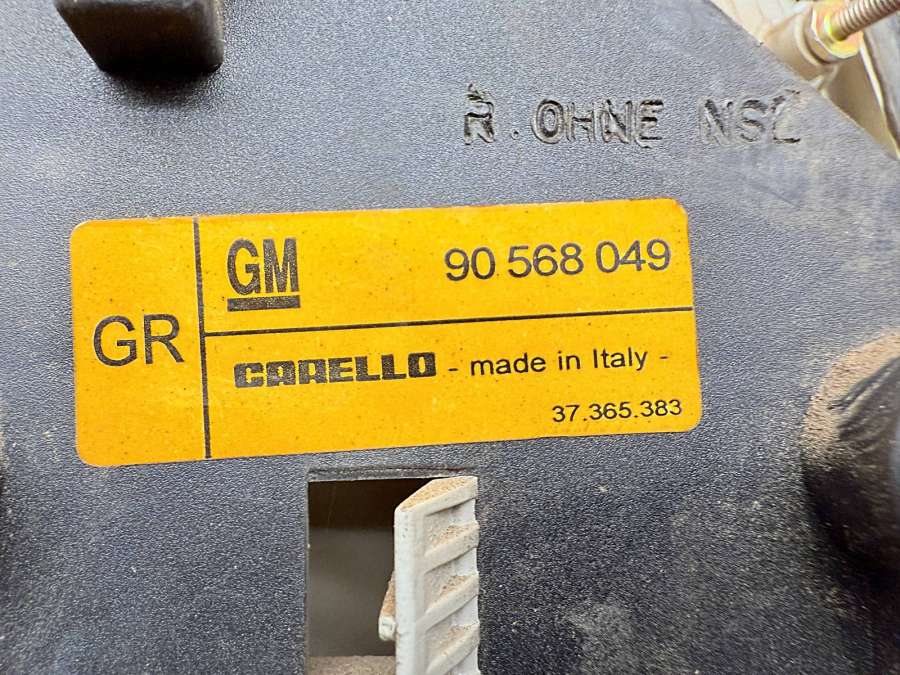 R. OHNE NSL
GM 90 568 049
GR
CARELLO - made in Italy -
37.365.383